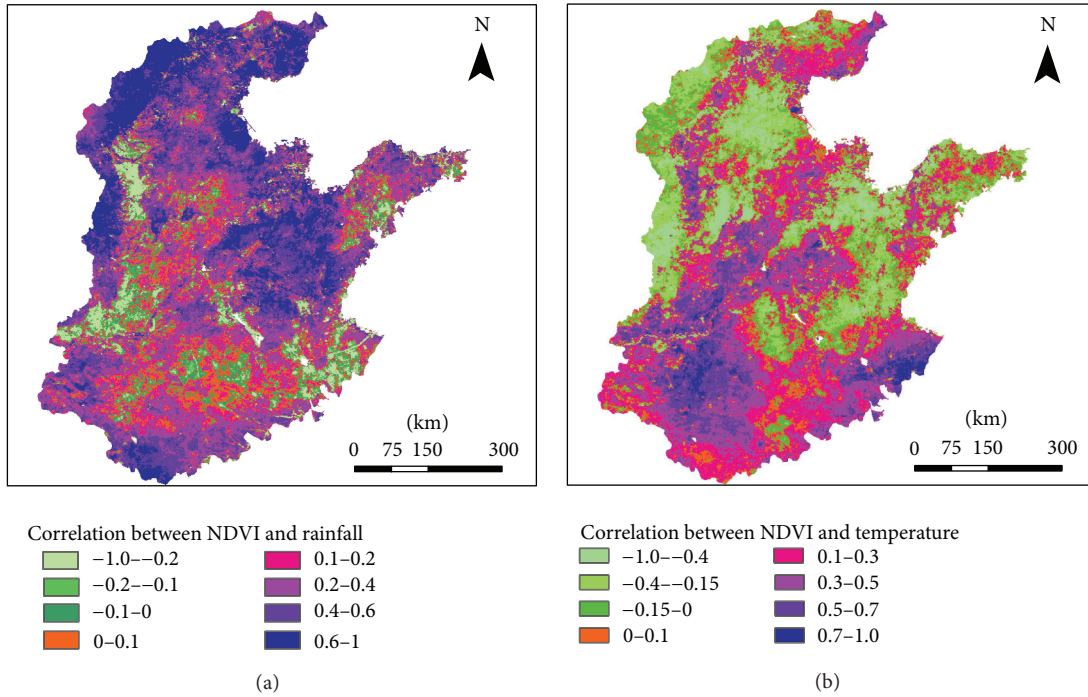 N
N
(km)
0 75 150 300
(km)
0 75 150 300
Correlation between NDVI and rainfall
−1.0–−0.2
−0.2–−0.1
−0.1–0
0–0.1
0.1–0.2
0.2–0.4
0.4–0.6
0.6–1
(a)
Correlation between NDVI and temperature
−1.0–−0.4
−0.4–−0.15
−0.15–0
0–0.1
0.1–0.3
0.3–0.5
0.5–0.7
0.7–1.0
(b)